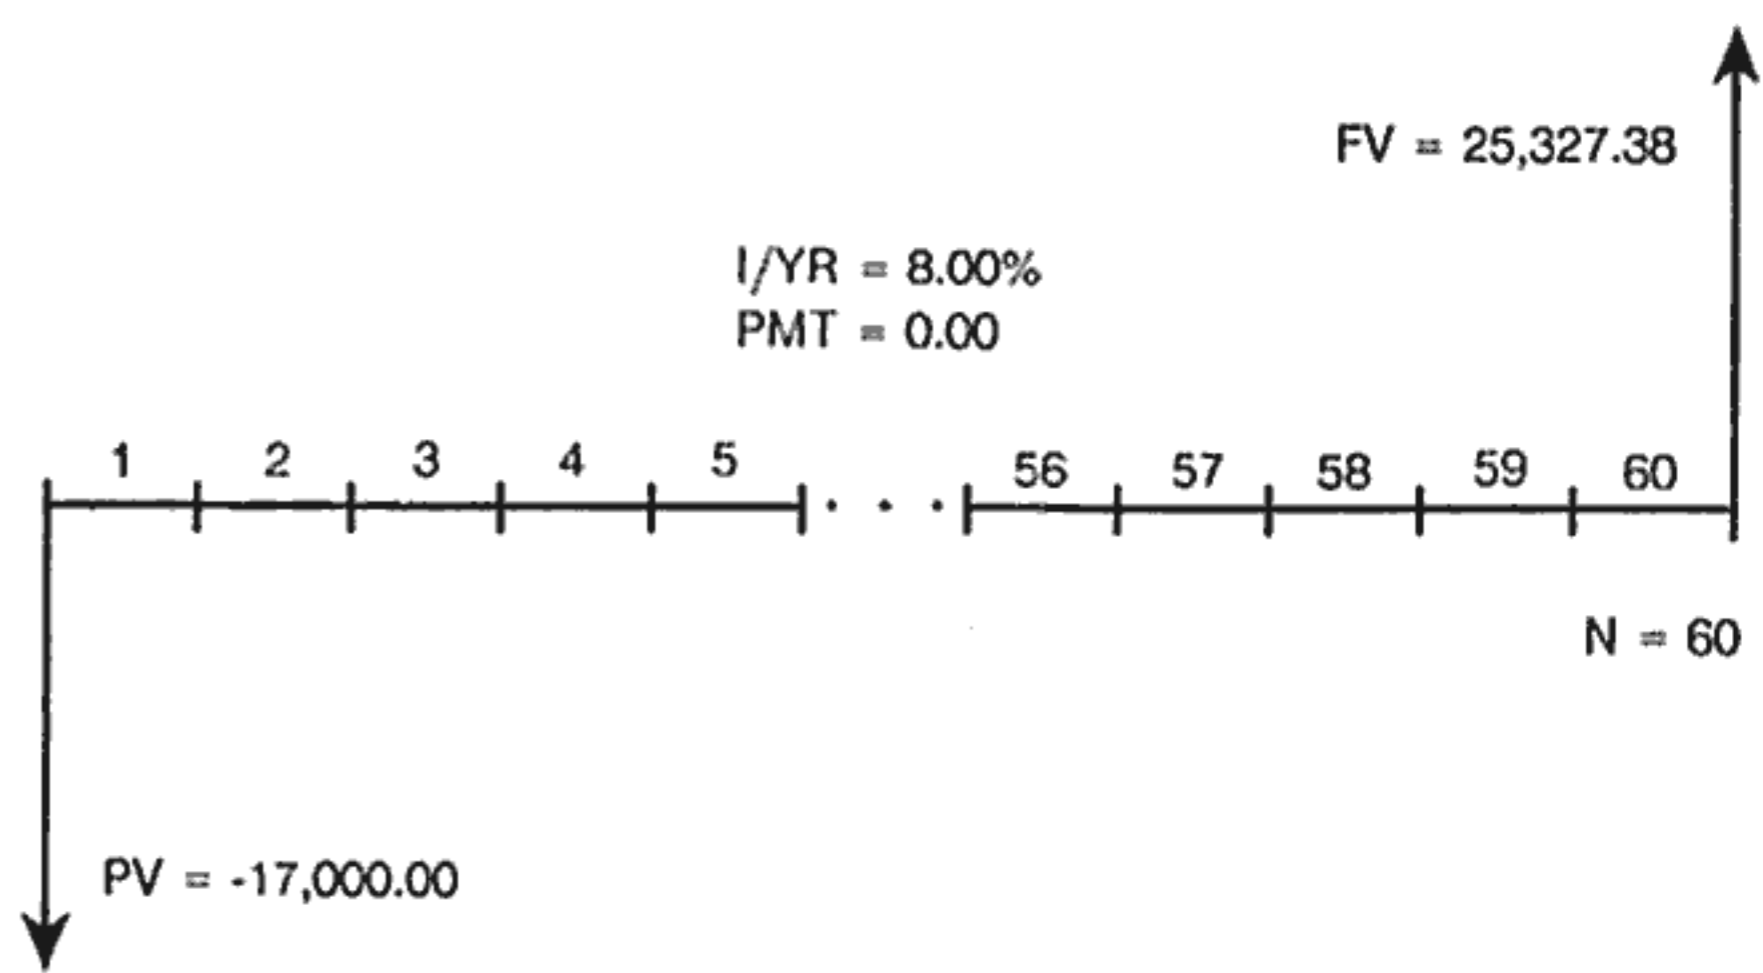 FV = 25,327.38
I/YR = 8.00%
PMT = 0.00
1 2 3 4 5 . . . 56 57 58 59 60
N = 60
PV = -17,000.00